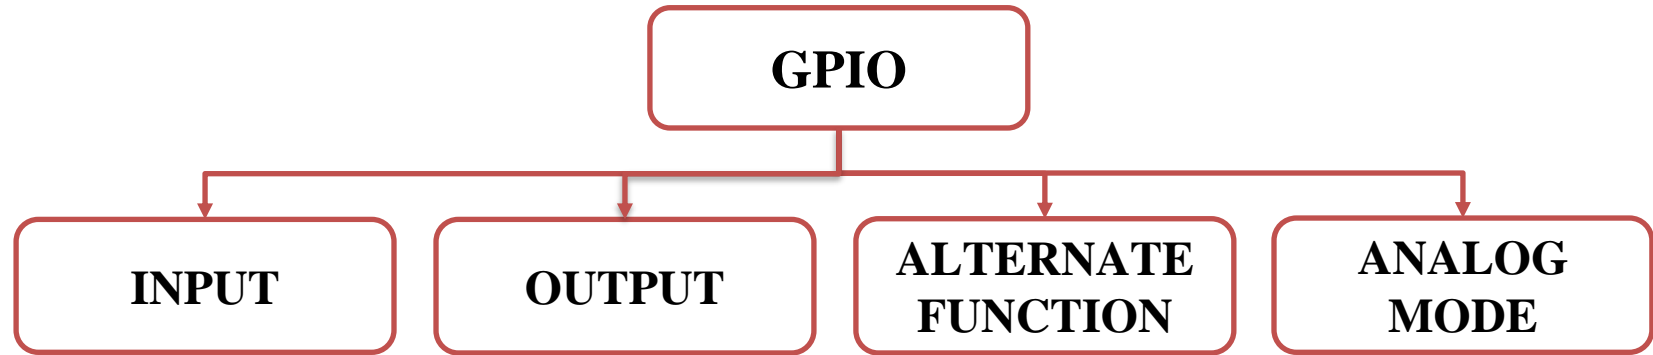 GPIO
INPUT
OUTPUT
ALTERNATE
FUNCTION
ANALOG
MODE